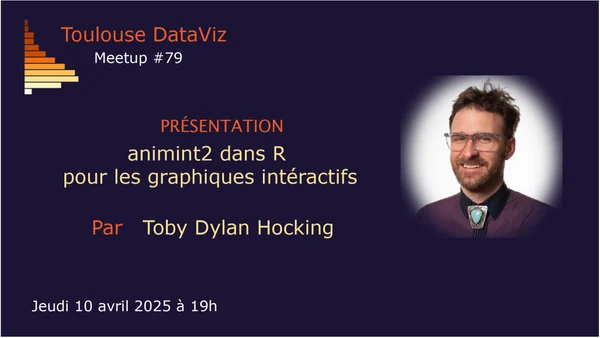 Toulouse DataViz
Meetup #79
PRÉSENTATION
animint2 dans R
pour les graphiques intéractifs
Par Toby Dylan Hocking
Jeudi 10 avril 2025 à 19h